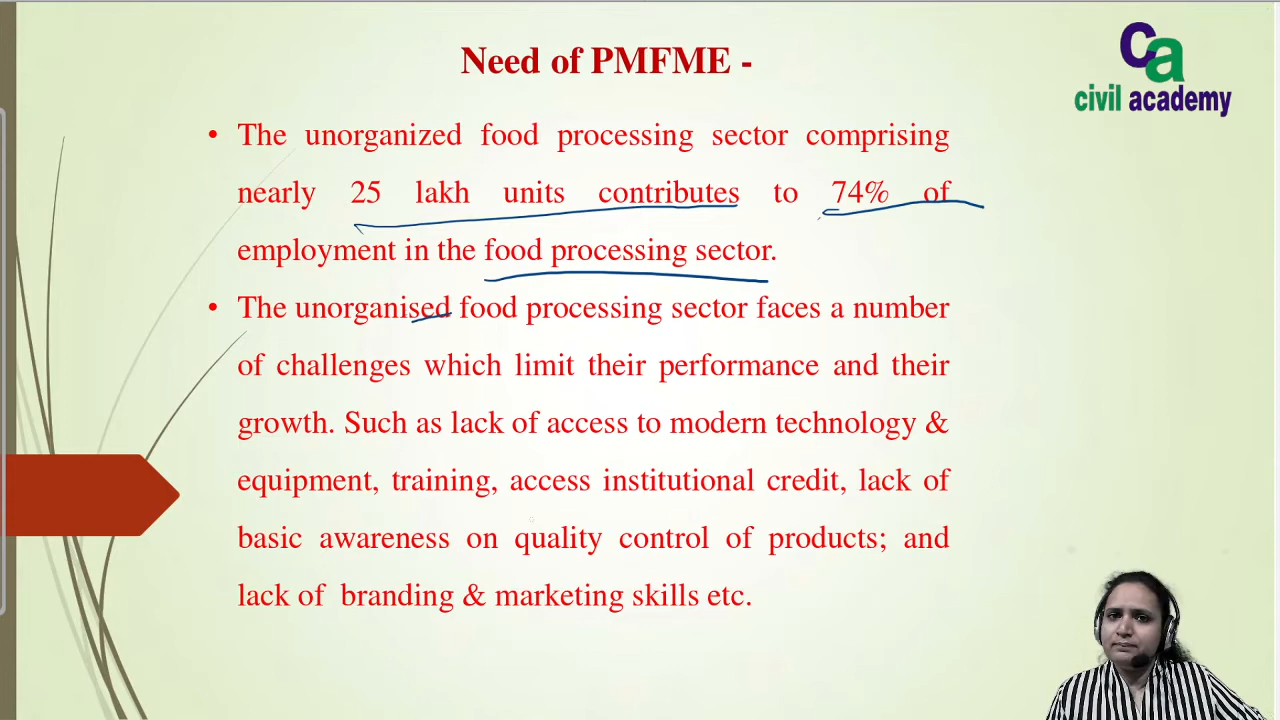 Need of PMFME -
ca
civil academy
• The unorganized food processing sector comprising
nearly 25 lakh units contributes to 74% of
employment in the food processing sector.
• The unorganised food processing sector faces a number
of challenges which limit their performance and their
growth. Such as lack of access to modern technology &
equipment, training, access institutional credit, lack of
basic awareness on quality control of products; and
lack of branding & marketing skills etc.